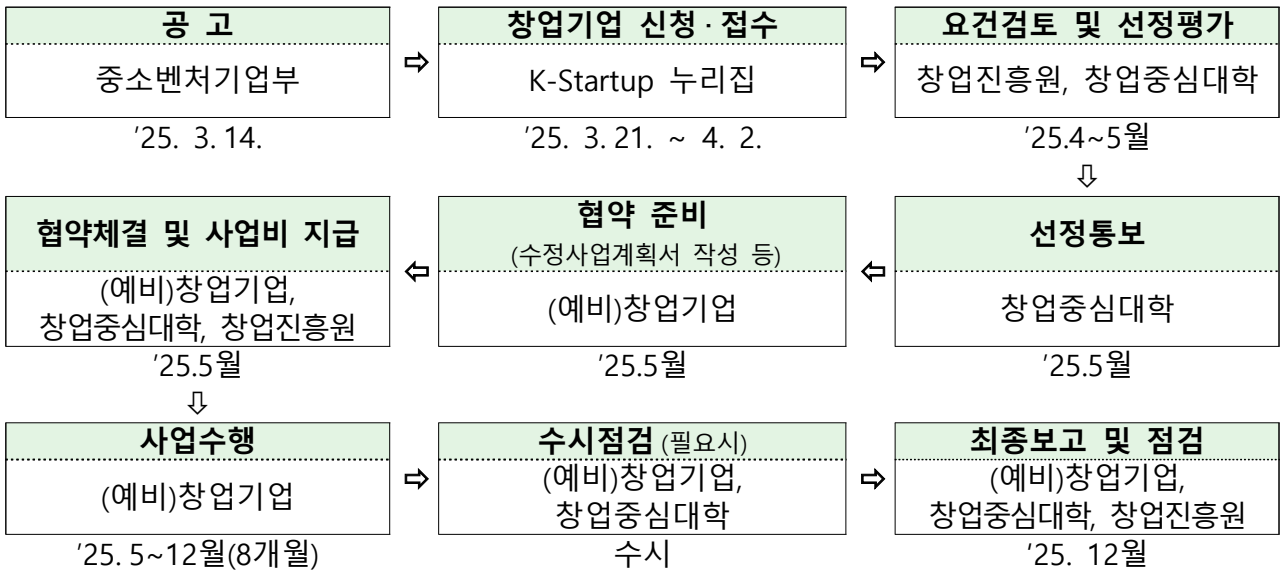 공 고
중소벤처기업부
'25. 3. 14.
⇨
창업기업 신청 · 접수
K-Startup 누리집
'25. 3. 21. ~ 4. 2.
⇨
요건검토 및 선정평가
창업진흥원, 창업중심대학
'25.4~5월
⇩
선정통보
창업중심대학
'25.5월
⇦
협약 준비
(수정사업계획서 작성 등)
(예비)창업기업
'25.5월
⇦
협약체결 및 사업비 지급
(예비)창업기업,
창업중심대학, 창업진흥원
'25.5월
⇩
사업수행
(예비)창업기업
'25. 5~12월(8개월)
⇨
수시점검 (필요시)
(예비)창업기업,
창업중심대학
수시
⇨
최종보고 및 점검
(예비)창업기업,
창업중심대학, 창업진흥원
'25. 12월